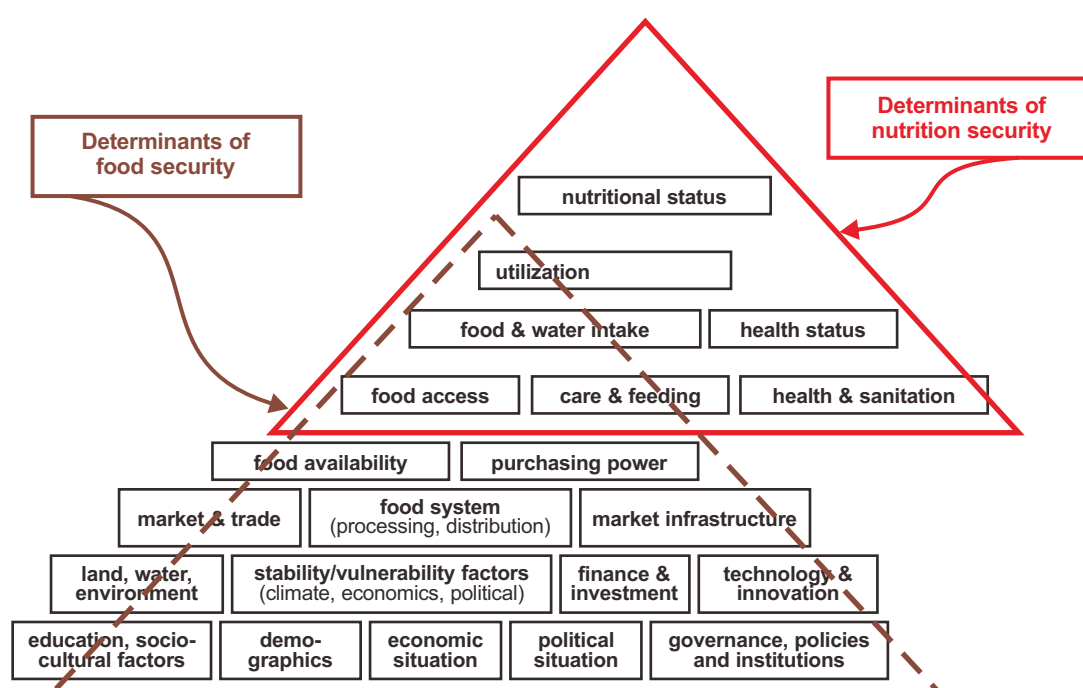 Determinants of
nutrition security
Determinants of
food security
nutritional status
utilization
food & water intake
health status
food access
care & feeding
health & sanitation
food availability
purchasing power
market & trade
food system
(processing, distribution)
market infrastructure
land, water,
environment
stability/vulnerability factors
(climate, economics, political)
finance &
investment
technology &
innovation
education, socio-
cultural factors
demo-
graphics
economic
situation
political
situation
governance, policies
and institutions